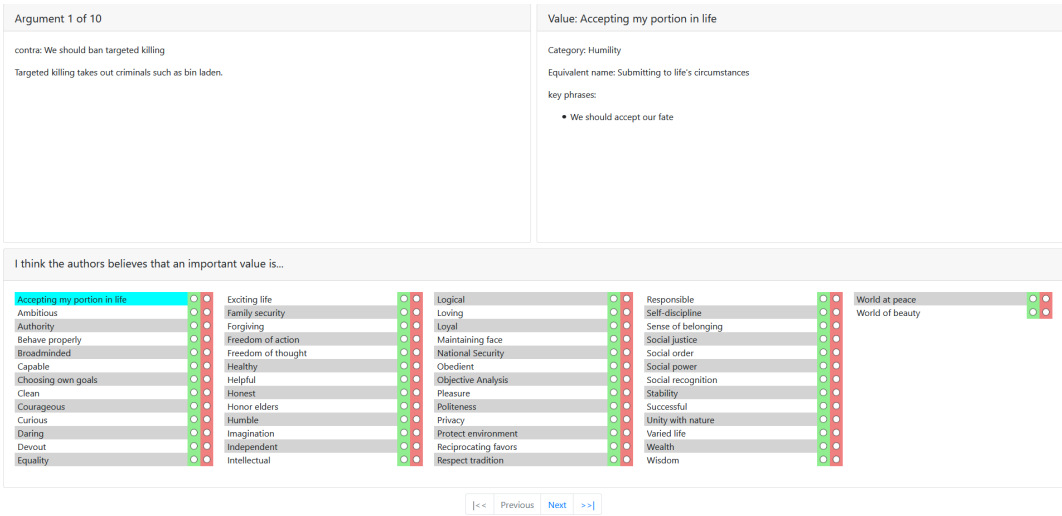 Argument 1 of 10
contra: We should ban targeted killing
Targeted killing takes out criminals such as bin laden.
Value: Accepting my portion in life
Category: Humility
Equivalent name: Submitting to life's circumstances
key phrases:
• We should accept our fate
I think the authors believes that an important value is...
Accepting my portion in life
Ambitious
Authority
Behave properly
Broadminded
Capable
Choosing own goals
Clean
Courageous
Curious
Daring
Devout
Equality
Exciting life
Family security
Forgiving
Freedom of action
Freedom of thought
Healthy
Helpful
Honest
Honor elders
Humble
Imagination
Independent
Intellectual
Logical
Loving
Loyal
Maintaining face
National Security
Obedient
Objective Analysis
Pleasure
Politeness
Privacy
Protect environment
Reciprocating favors
Respect tradition
Responsible
Self-discipline
Sense of belonging
Social justice
Social order
Social power
Social recognition
Stability
Successful
Unity with nature
Varied life
Wealth
Wisdom
World at peace
World of beauty
|<< Previous Next >>|